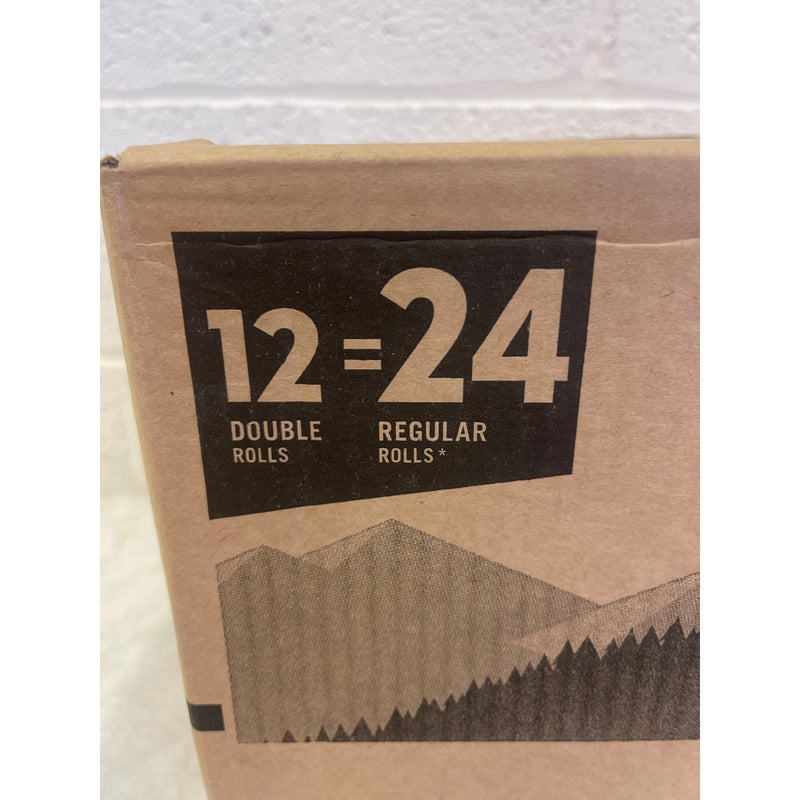 12 = 24
DOUBLE REGULAR
ROLLS ROLLS*